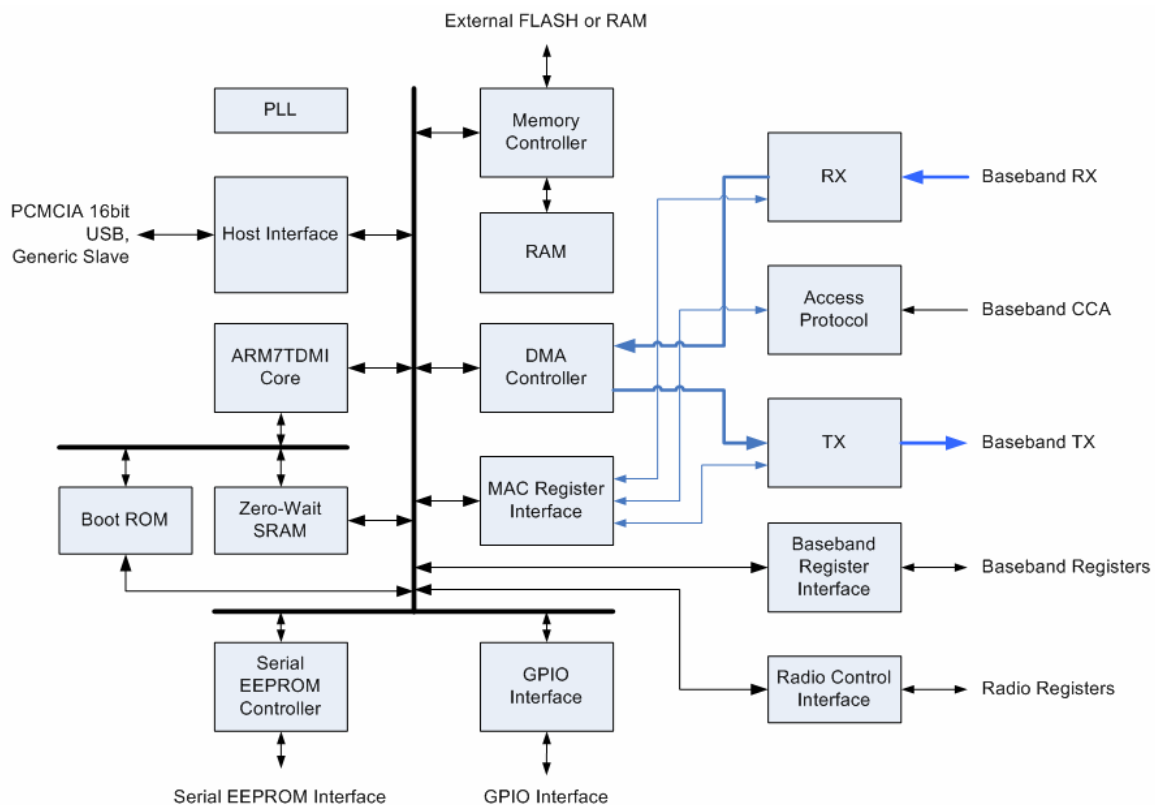 External FLASH or RAM
PLL
Memory
Controller
RX
Baseband RX
PCMCIA 16bit
USB,
Generic Slave
Host Interface
RAM
Access
Protocol
Baseband CCA
ARM7TDMI
Core
DMA
Controller
TX
Baseband TX
Boot ROM
Zero-Wait
SRAM
MAC Register
Interface
Baseband
Register
Interface
Baseband Registers
Serial
EEPROM
Controller
GPIO
Interface
Radio Control
Interface
Radio Registers
Serial EEPROM Interface
GPIO Interface